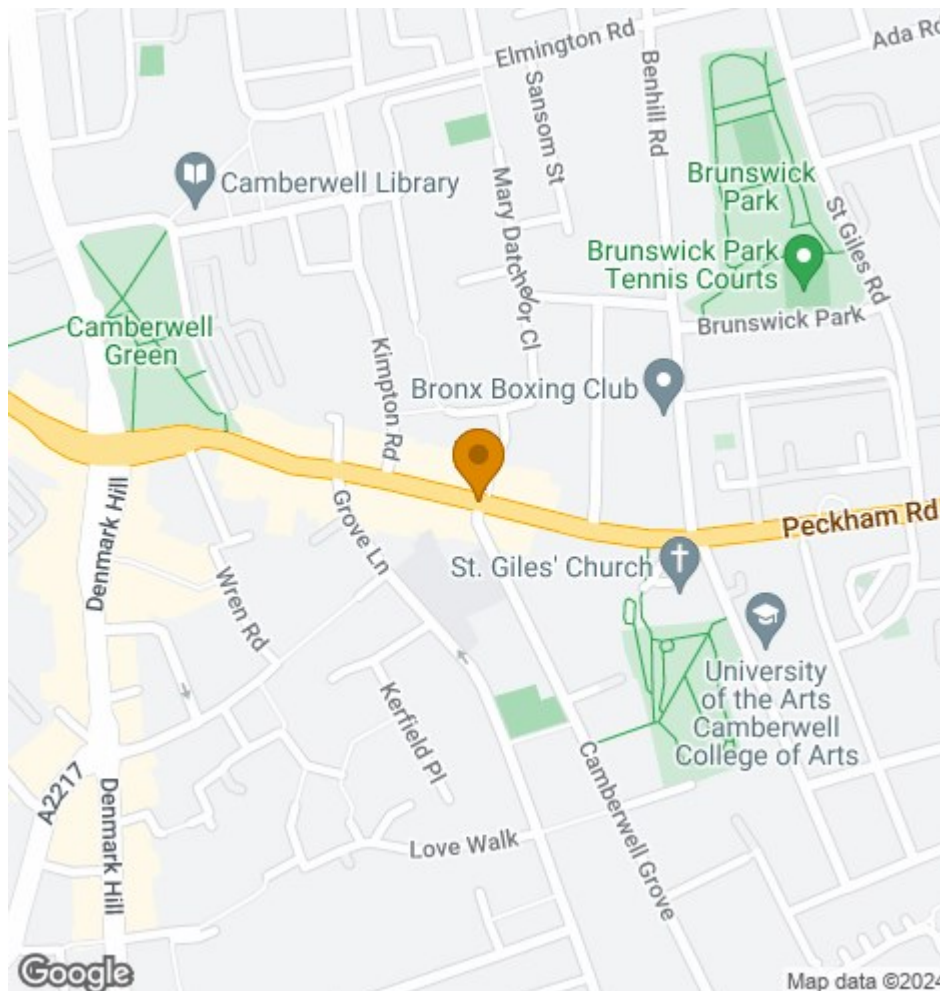 Elmington Rd
Ada Ro
Sansom St
Benhill Rd
Camberwell Library
Mary Datchelor Cl
Brunswick
Park
St Giles Rd
Brunswick Park
Tennis Courts
Camberwell
Green
Brunswick Park
Kimpton Rd
Bronx Boxing Club
Denmark Hill
Grove Ln
Peckham Rd
Wren Rd
St. Giles' Church
University
of the Arts
Camberwell
College of Arts
Kerfield Pl
A2217
Denmark Hill
Love Walk
Camberwell Grove
Google
Map data ©2024